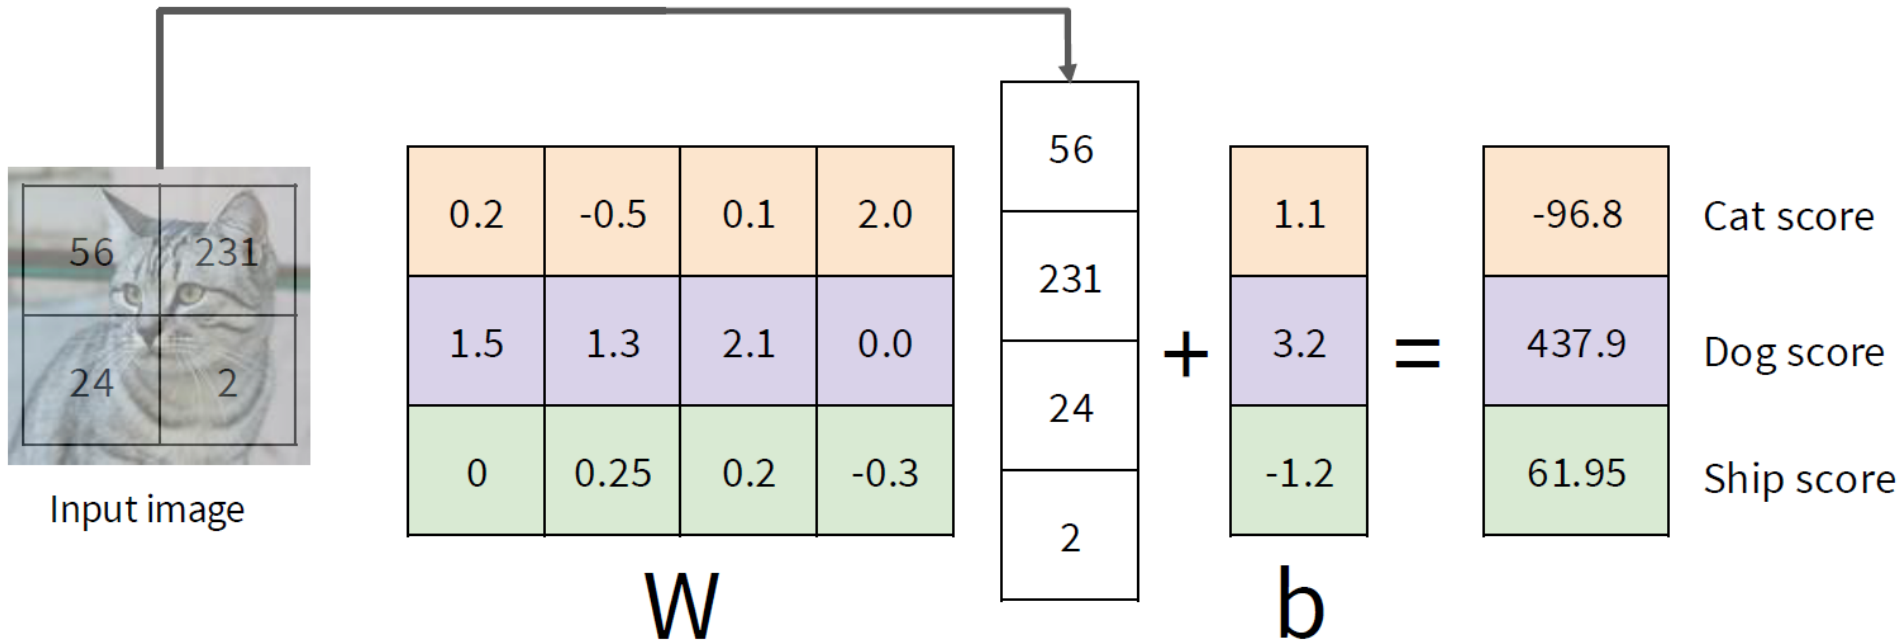 56 231
24 2
Input image
0.2 -0.5 0.1 2.0
1.5 1.3 2.1 0.0
0 0.25 0.2 -0.3
W
56
231
24
2
+
1.1
3.2
-1.2
b
=
-96.8 Cat score
437.9 Dog score
61.95 Ship score